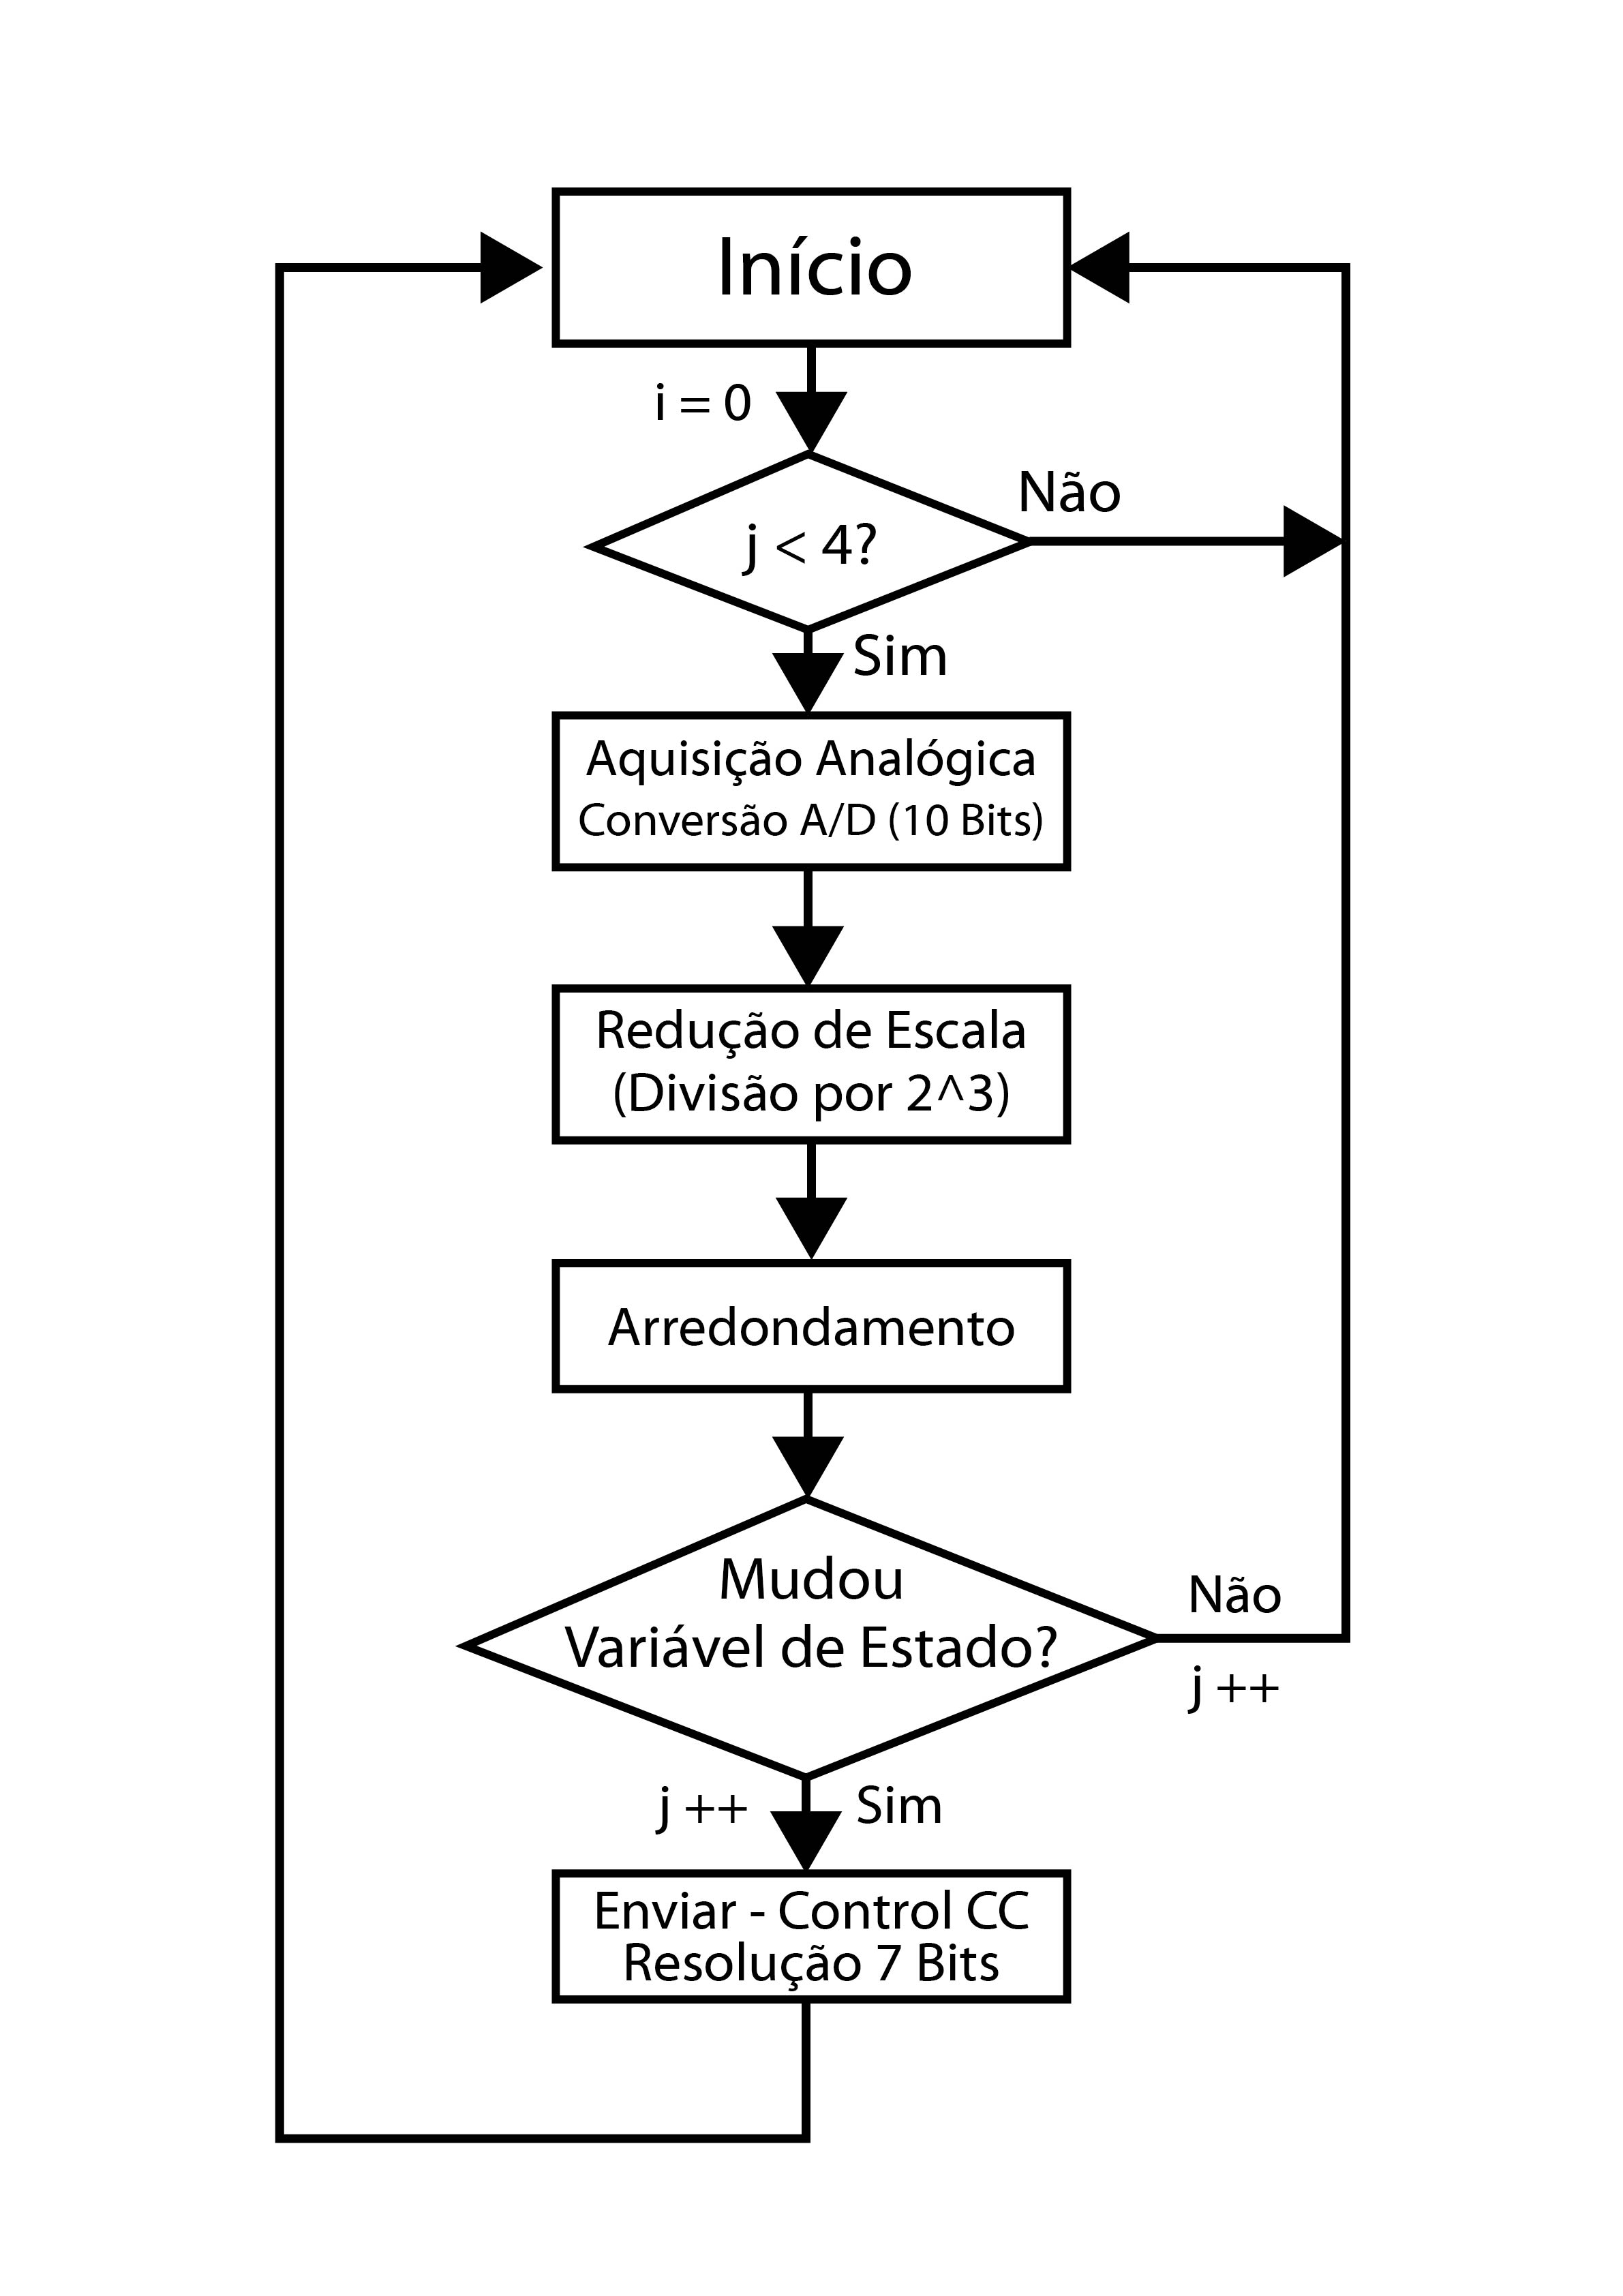 Início
i = 0
j < 4?
Não
Sim
Aquisição Analógica
Conversão A/D (10 Bits)
Redução de Escala
(Divisão por 2^3)
Arredondamento
Mudou
Variável de Estado?
Não
j ++
j ++
Sim
Enviar - Control CC
Resolução 7 Bits